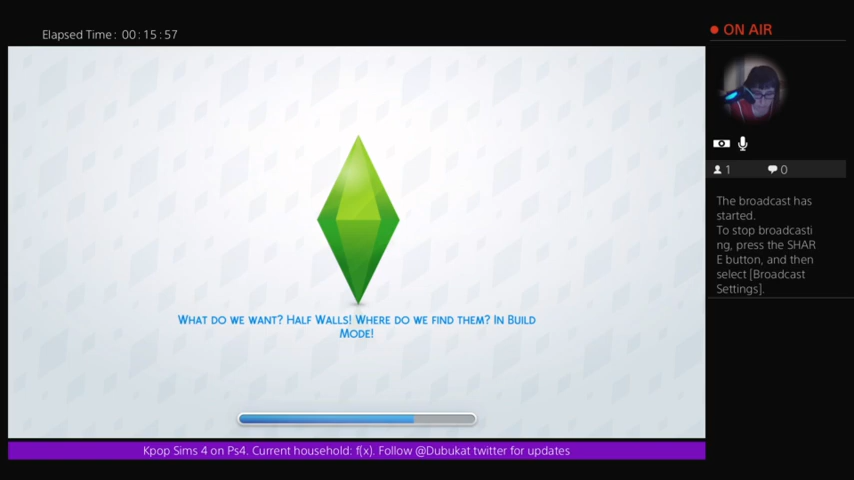 Elapsed Time: 00:15:57
ON AIR
1 0
The broadcast has
started.
To stop broadcasti
ng, press the SHAR
E button, and then
select [Broadcast
Settings].
WHAT DO WE WANT? HALF WALLS! WHERE DO WE FIND THEM? IN BUILD
MODE!
Kpop Sims 4 on Ps4. Current household: f(x). Follow @Dubukat twitter for updates